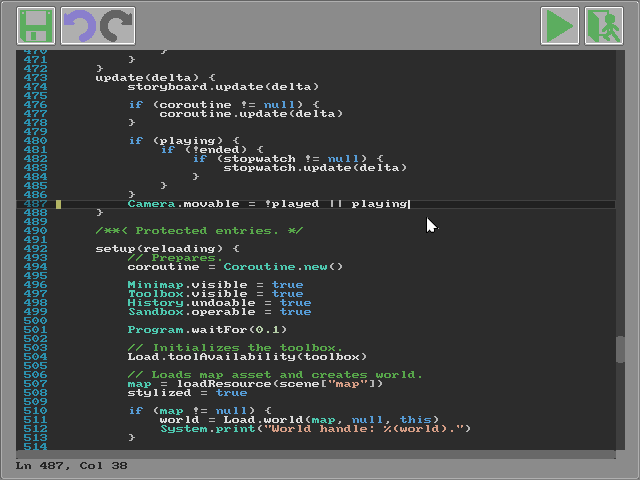 470 }
471 }
472 }
473 update(delta) {
474 storyboard.update(delta)
475
476 if (coroutine != null) {
477 coroutine.update(delta)
478 }
479
480 if (playing) {
481 if (!ended) {
482 if (stopwatch != null) {
483 stopwatch.update(delta)
484 }
485 }
486 }
487 Camera.movable = !played || playing
488 }
489
490 /**< Protected entries. */
491
492 setup(reloading) {
493 // Prepares.
494 coroutine = Coroutine.new()
495
496 Minimap.visible = true
497 Toolbox.visible = true
498 History.undoable = true
499 Sandbox.operable = true
500
501 Program.waitFor(0.1)
502
503 // Initializes the toolbox.
504 Load.toolAvailability(toolbox)
505
506 // Loads map asset and creates world.
507 map = loadResource(scene["map"])
508 stylized = true
509
510 if (map != null) {
511 world = Load.world(map, null, this)
512 System.print("World handle: %(world).")
513 }
514
Ln 487, Col 38